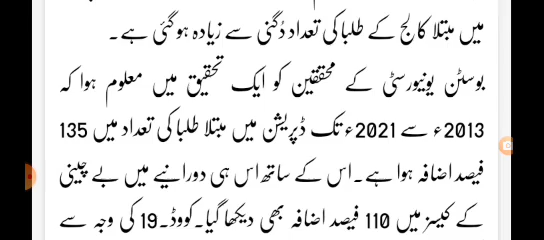 میں مبتلا کالج کے طلبا کی تعداد دُگنی سے زیادہ ہوگئی ہے۔
بوسٹن یونیورسٹی کے محققین کو ایک تحقیق میں معلوم ہوا کہ
2013ء سے 2021ء تک ڈپریشن میں مبتلا طلبا کی تعداد میں 135
فیصد اضافہ ہوا ہے۔اس کے ساتھ اس ہی دورانیے میں بے چینی
کے کیسز میں 110 فیصد اضافہ بھی دیکھا گیا۔کووڈ۔19 کی وجہ سے